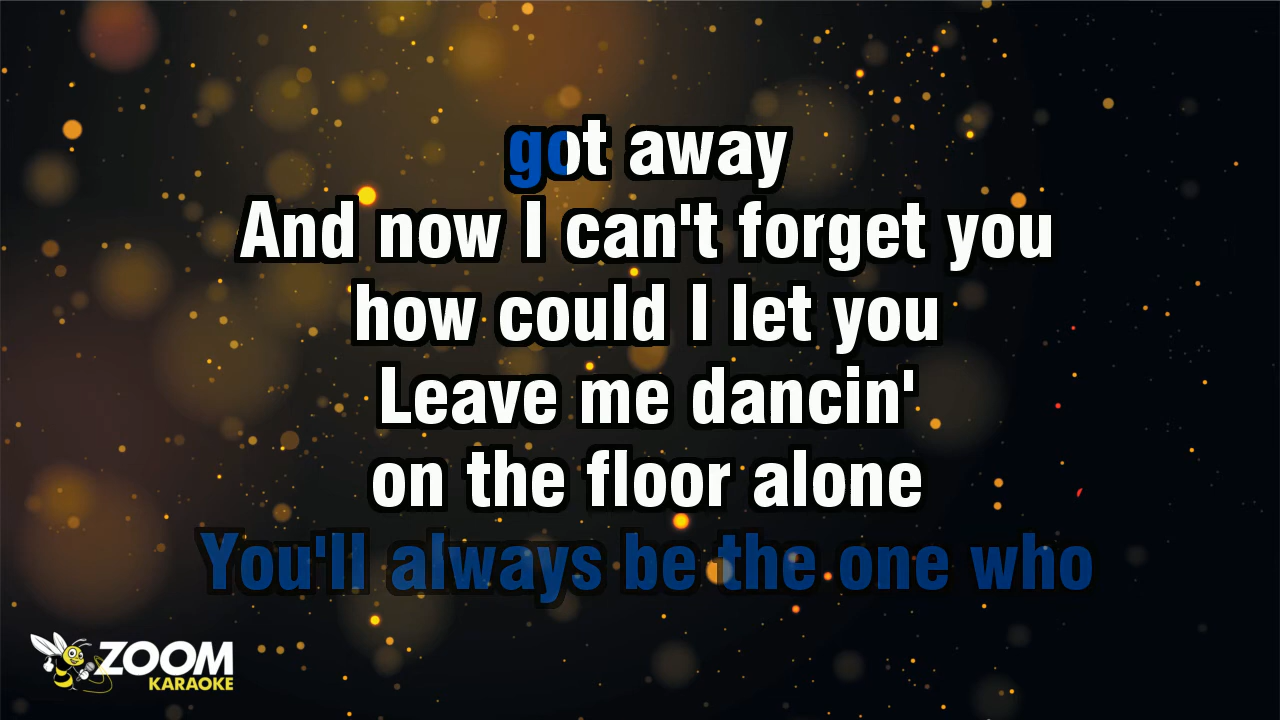 got away
And now I can't forget you
how could I let you
Leave me dancin'
on the floor alone
You'll always be the one who
ZOOM
KARAOKE